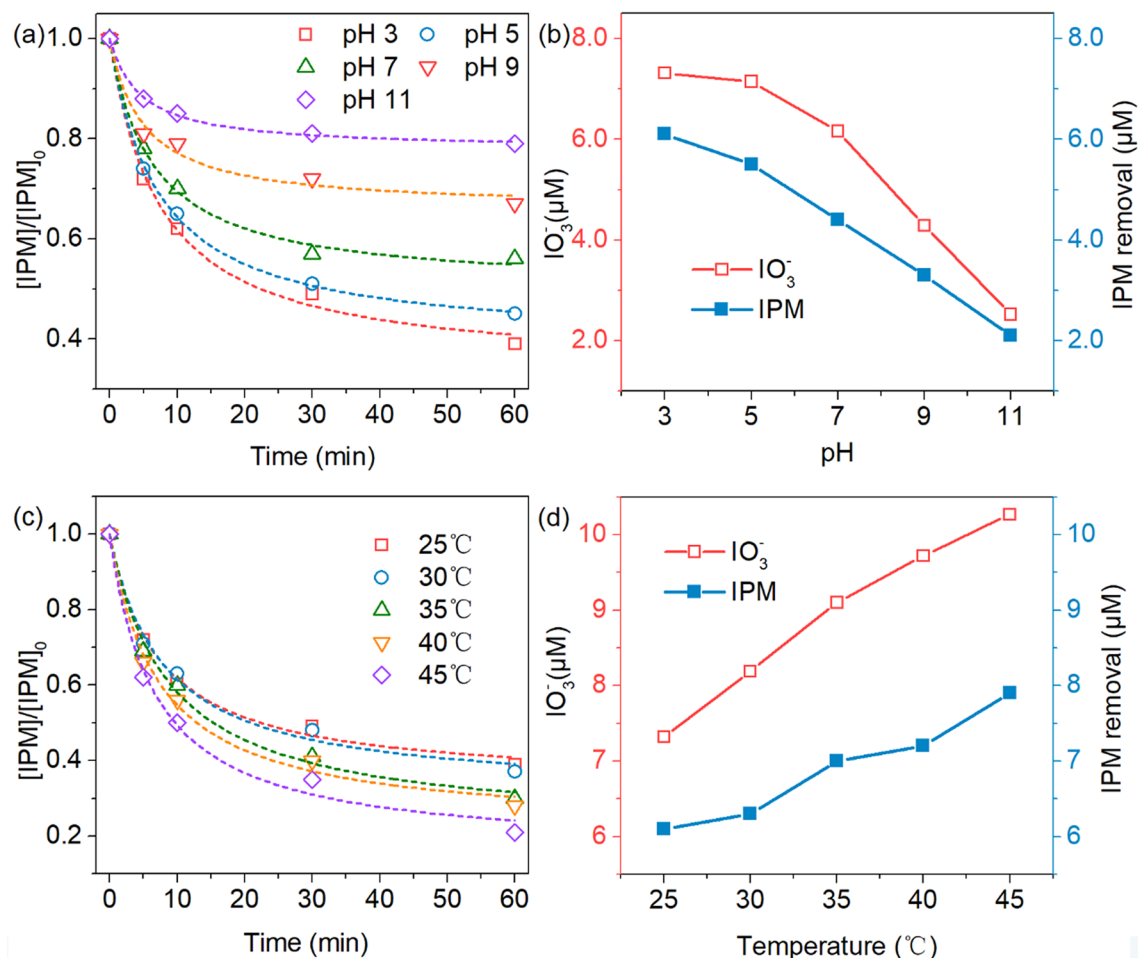 (a)
1.0
0.8
0.6
0.4
[IPM]/[IPM]₀
pH 3
pH 5
pH 7
pH 9
pH 11
0 10 20 30 40 50 60
Time (min)
(b)
8.0
6.0
4.0
2.0
IO₃⁻(μM)
IO₃⁻
IPM
8.0
6.0
4.0
2.0
IPM removal (μM)
3 5 7 9 11
pH
(c)
1.0
0.8
0.6
0.4
0.2
[IPM]/[IPM]₀
25℃
30℃
35℃
40℃
45℃
0 10 20 30 40 50 60
Time (min)
(d)
10
9
8
7
6
IO₃⁻(μM)
IO₃⁻
IPM
10
9
8
7
6
IPM removal (μM)
25 30 35 40 45
Temperature (℃)